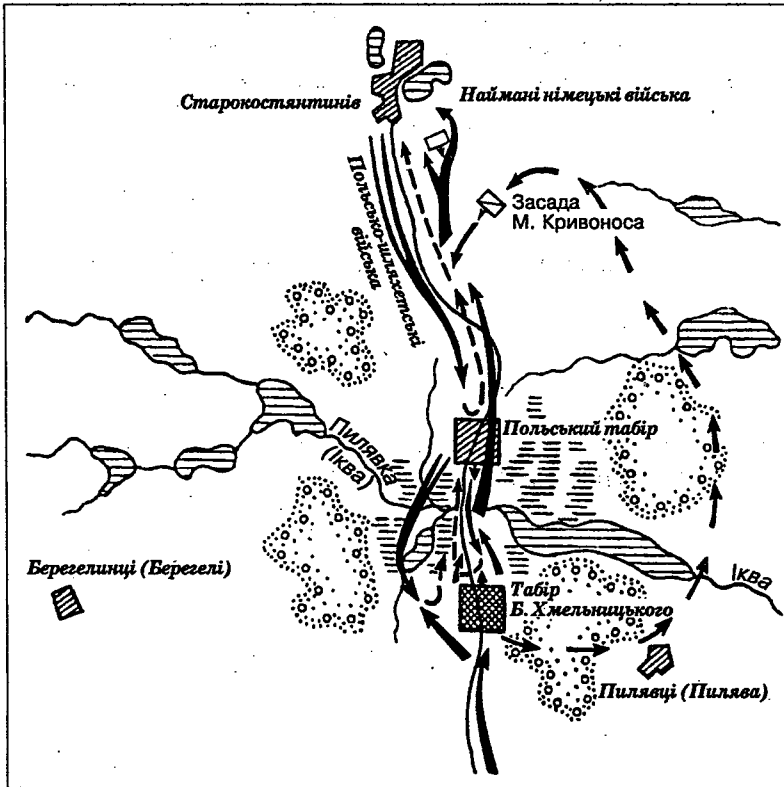 Старокостянтинів
Наймані німецькі війська
Польсько-шляхетські
війська
Засада
М. Кривоноса
Польський табір
Пилявка
(Іква)
Берегелинці (Берегелі)
Табір
Б. Хмельницького
Іква
Пилявці (Пилява)